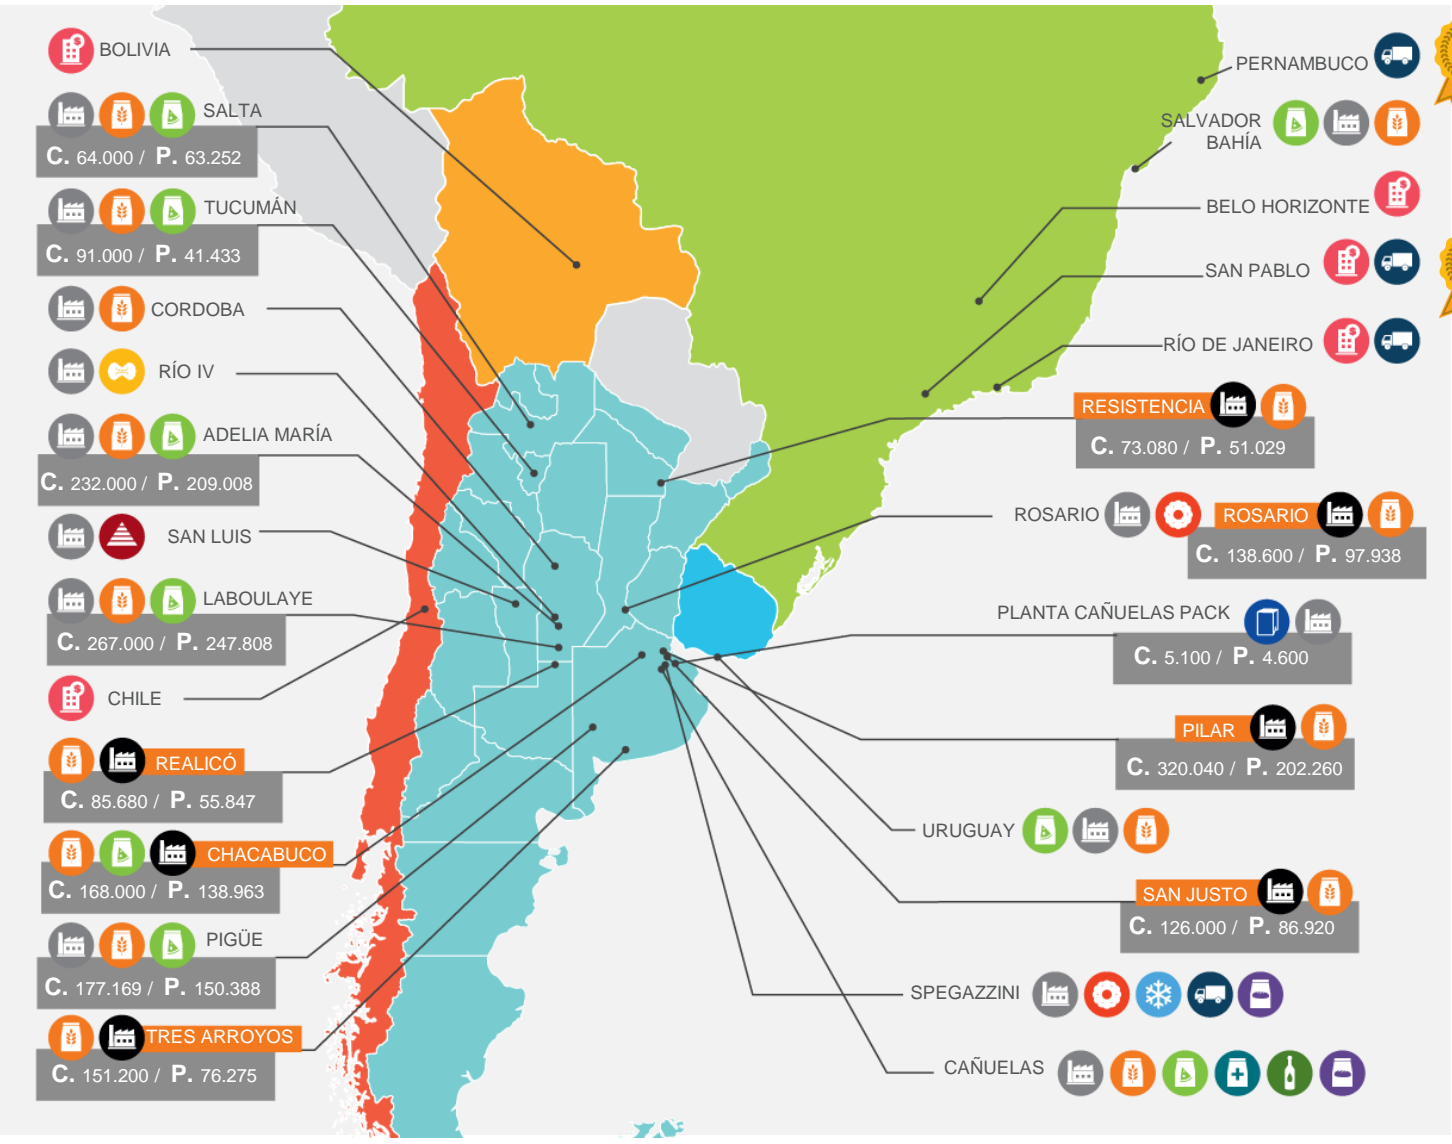 BOLIVIA
SALTA
C. 64.000 / P. 63.252
TUCUMÁN
C. 91.000 / P. 41.433
CORDOBA
RÍO IV
ADELIA MARÍA
C. 232.000 / P. 209.008
SAN LUIS
LABOULAYE
C. 267.000 / P. 247.808
CHILE
REALICÓ
C. 85.680 / P. 55.847
CHACABUCO
C. 168.000 / P. 138.963
PIGÜE
C. 177.169 / P. 150.388
TRES ARROYOS
C. 151.200 / P. 76.275
PERNAMBUCO
SALVADOR
BAHÍA
BELO HORIZONTE
SAN PABLO
RÍO DE JANEIRO
RESISTENCIA
C. 73.080 / P. 51.029
ROSARIO
ROSARIO
C. 138.600 / P. 97.938
PLANTA CAÑUELAS PACK
C. 5.100 / P. 4.600
PILAR
C. 320.040 / P. 202.260
URUGUAY
SAN JUSTO
C. 126.000 / P. 86.920
SPEGAZZINI
CAÑUELAS